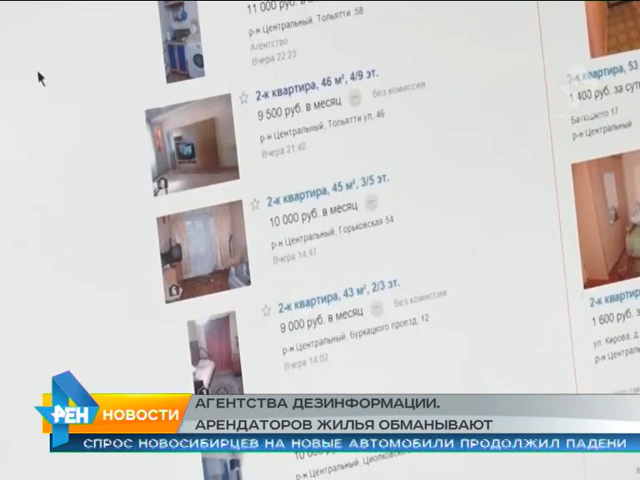 11 000 руб. в
р-н Центральный, Тольятти ,58
Агентство
Вчера 22:23
2-к квартира, 46 м², 4/9 эт.
9 500 руб. в месяц без комиссии
р-н Центральный, Тольятти ул, 46
Вчера 21:40
2-к квартира, 45 м², 3/5 эт.
10 000 руб. в месяц
р-н Центральный, Горьковская 54
Вчера 14:47
2-к квартира, 43 м², 2/3 эт.
9 000 руб. в месяц без комиссии
р-н Центральный, Буркацкого проезд, 12
Вчера 14:02
квартира, 53
1 400 руб. за сутки
17
р-н Центральный
2-к квартира
1 600 руб.
ул. Кирова, д
р-н Центральный
РЕН
НОВОСТИ
АГЕНТСТВА ДЕЗИНФОРМАЦИИ.
АРЕНДАТОРОВ ЖИЛЬЯ ОБМАНЫВАЮТ
СПРОС НОВОСИБИРЦЕВ НА НОВЫЕ АВТОМОБИЛИ ПРОДОЛЖИЛ ПАДЕНИ
10 000
р-н Центральный,